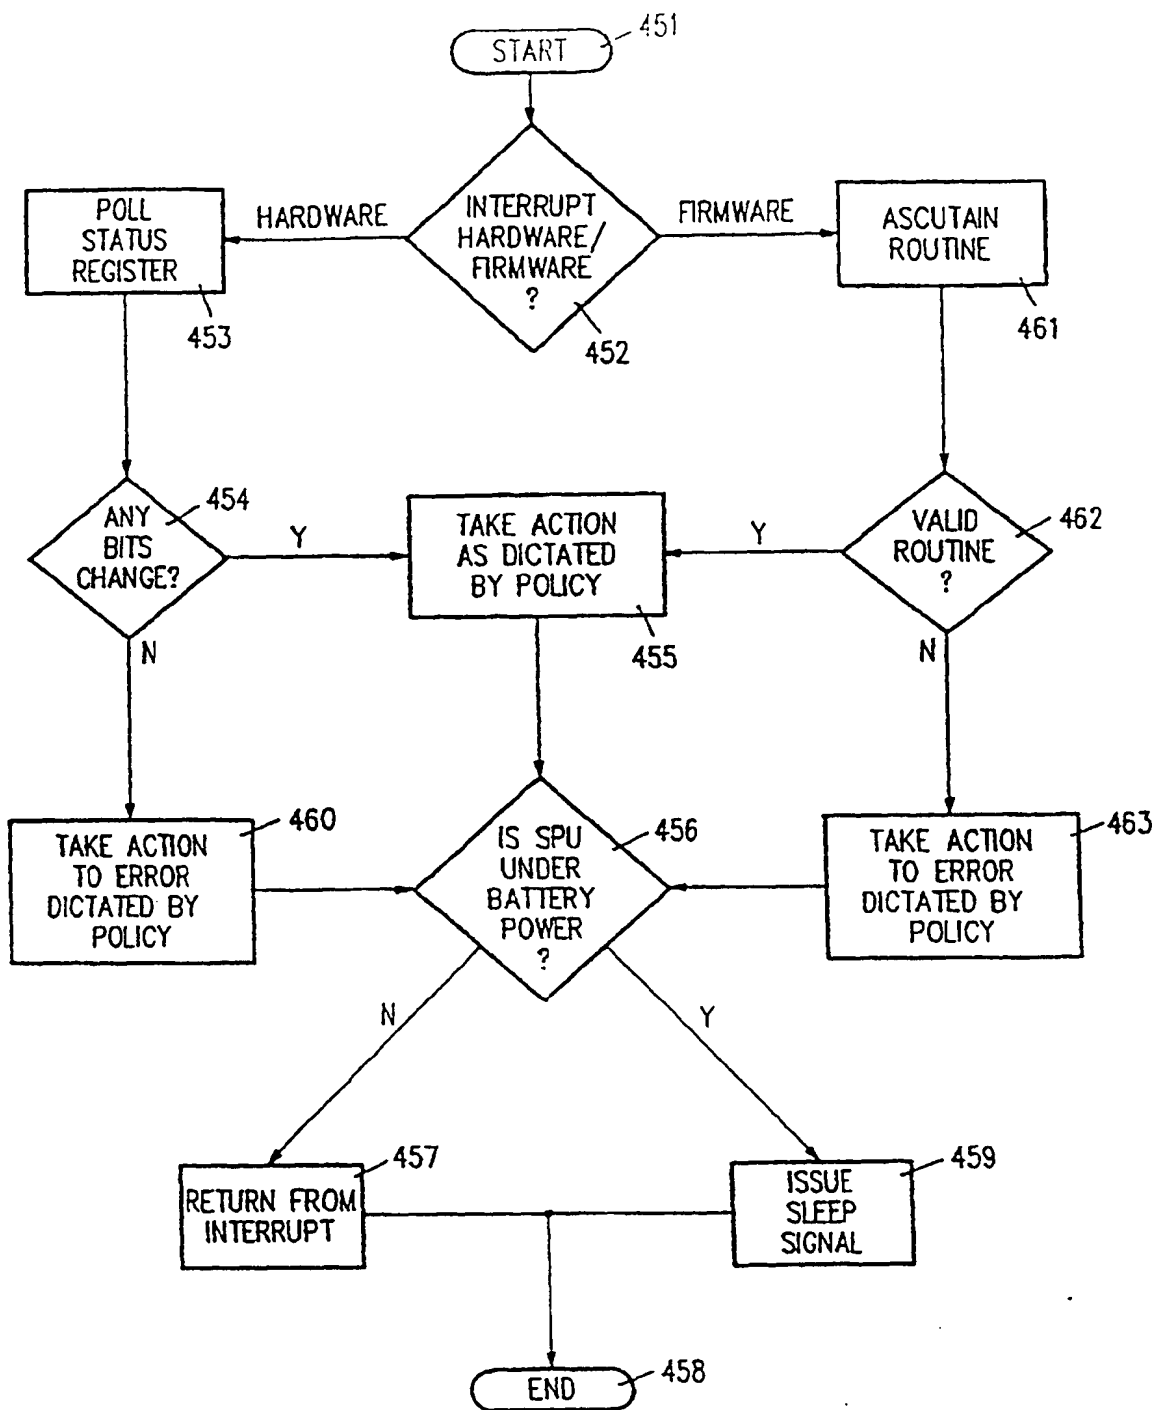 START
451
INTERRUPT
HARDWARE/
FIRMWARE
?
452
HARDWARE
FIRMWARE
POLL
STATUS
REGISTER
453
ASCUTAIN
ROUTINE
461
ANY
BITS
CHANGE?
454
Y
N
TAKE ACTION
AS DICTATED
BY POLICY
455
VALID
ROUTINE
?
462
Y
N
TAKE ACTION
TO ERROR
DICTATED BY
POLICY
460
IS SPU
UNDER
BATTERY
POWER
?
456
TAKE ACTION
TO ERROR
DICTATED BY
POLICY
463
N
Y
RETURN FROM
INTERRUPT
457
ISSUE
SLEEP
SIGNAL
459
END
458